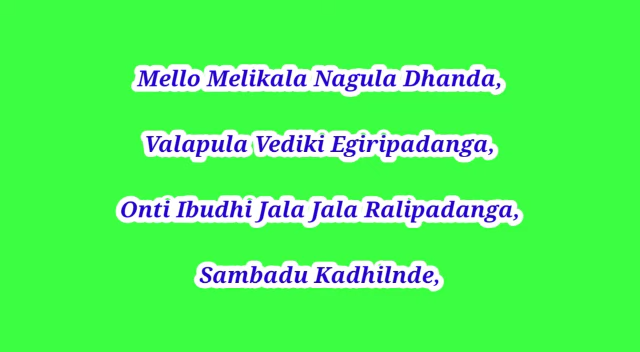 Mello Melikala Nagula Dhanda,
Valapula Vediki Egiripadanga,
Onti Ibudhi Jala Jala Ralipadanga,
Sambadu Kadhilnde,